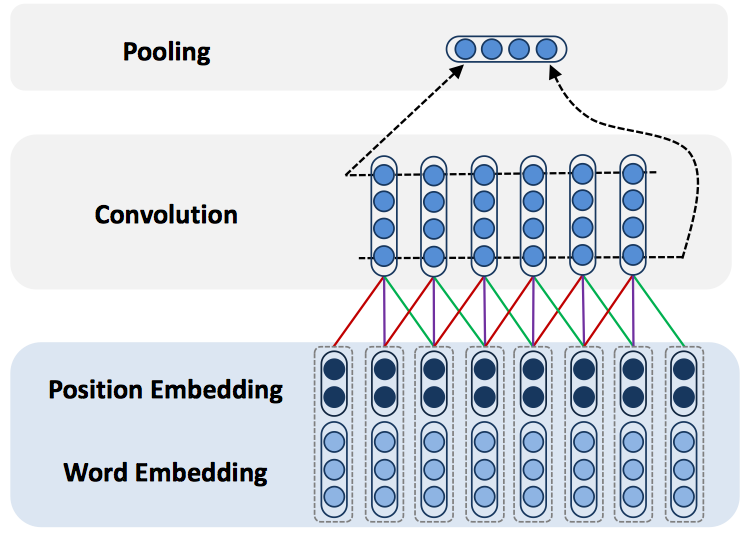 Pooling
Convolution
Position Embedding
Word Embedding